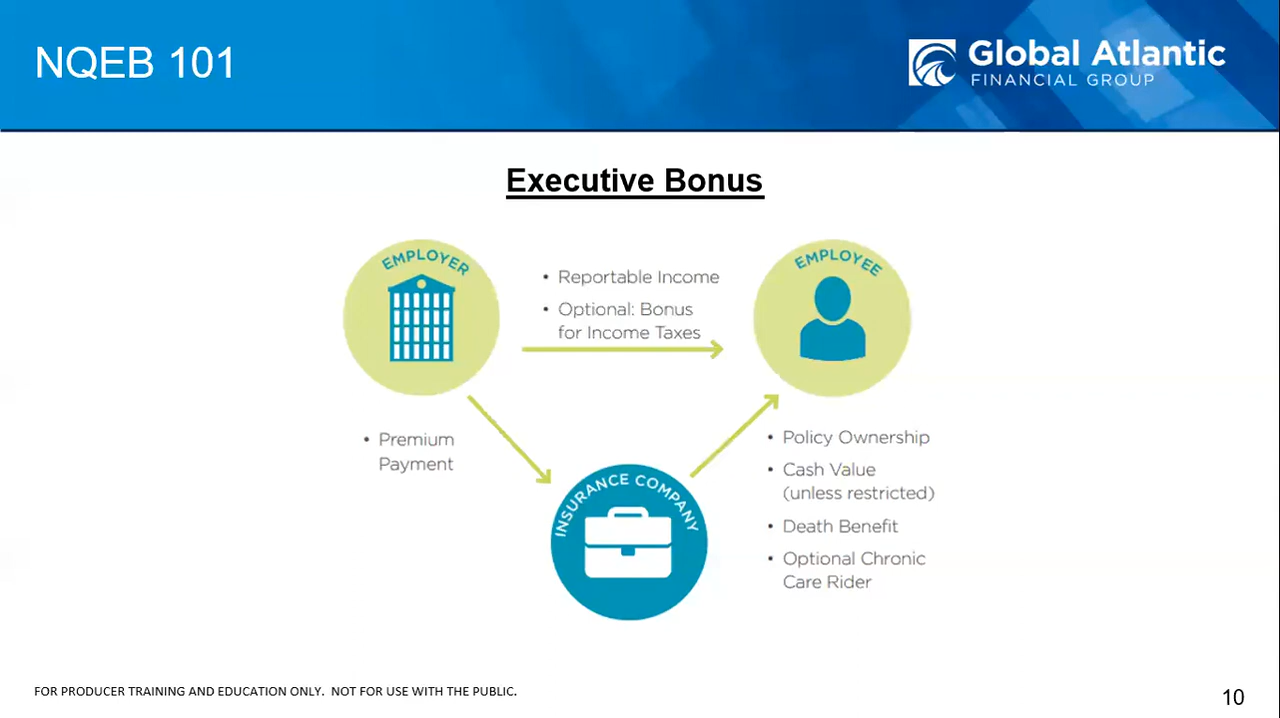 NQEB 101
Global Atlantic
FINANCIAL GROUP
Executive Bonus
EMPLOYER
• Reportable Income
• Optional: Bonus
for Income Taxes
EMPLOYEE
• Premium
Payment
INSURANCE COMPANY
• Policy Ownership
• Cash Value
(unless restricted)
• Death Benefit
• Optional Chronic
Care Rider
FOR PRODUCER TRAINING AND EDUCATION ONLY. NOT FOR USE WITH THE PUBLIC.
10